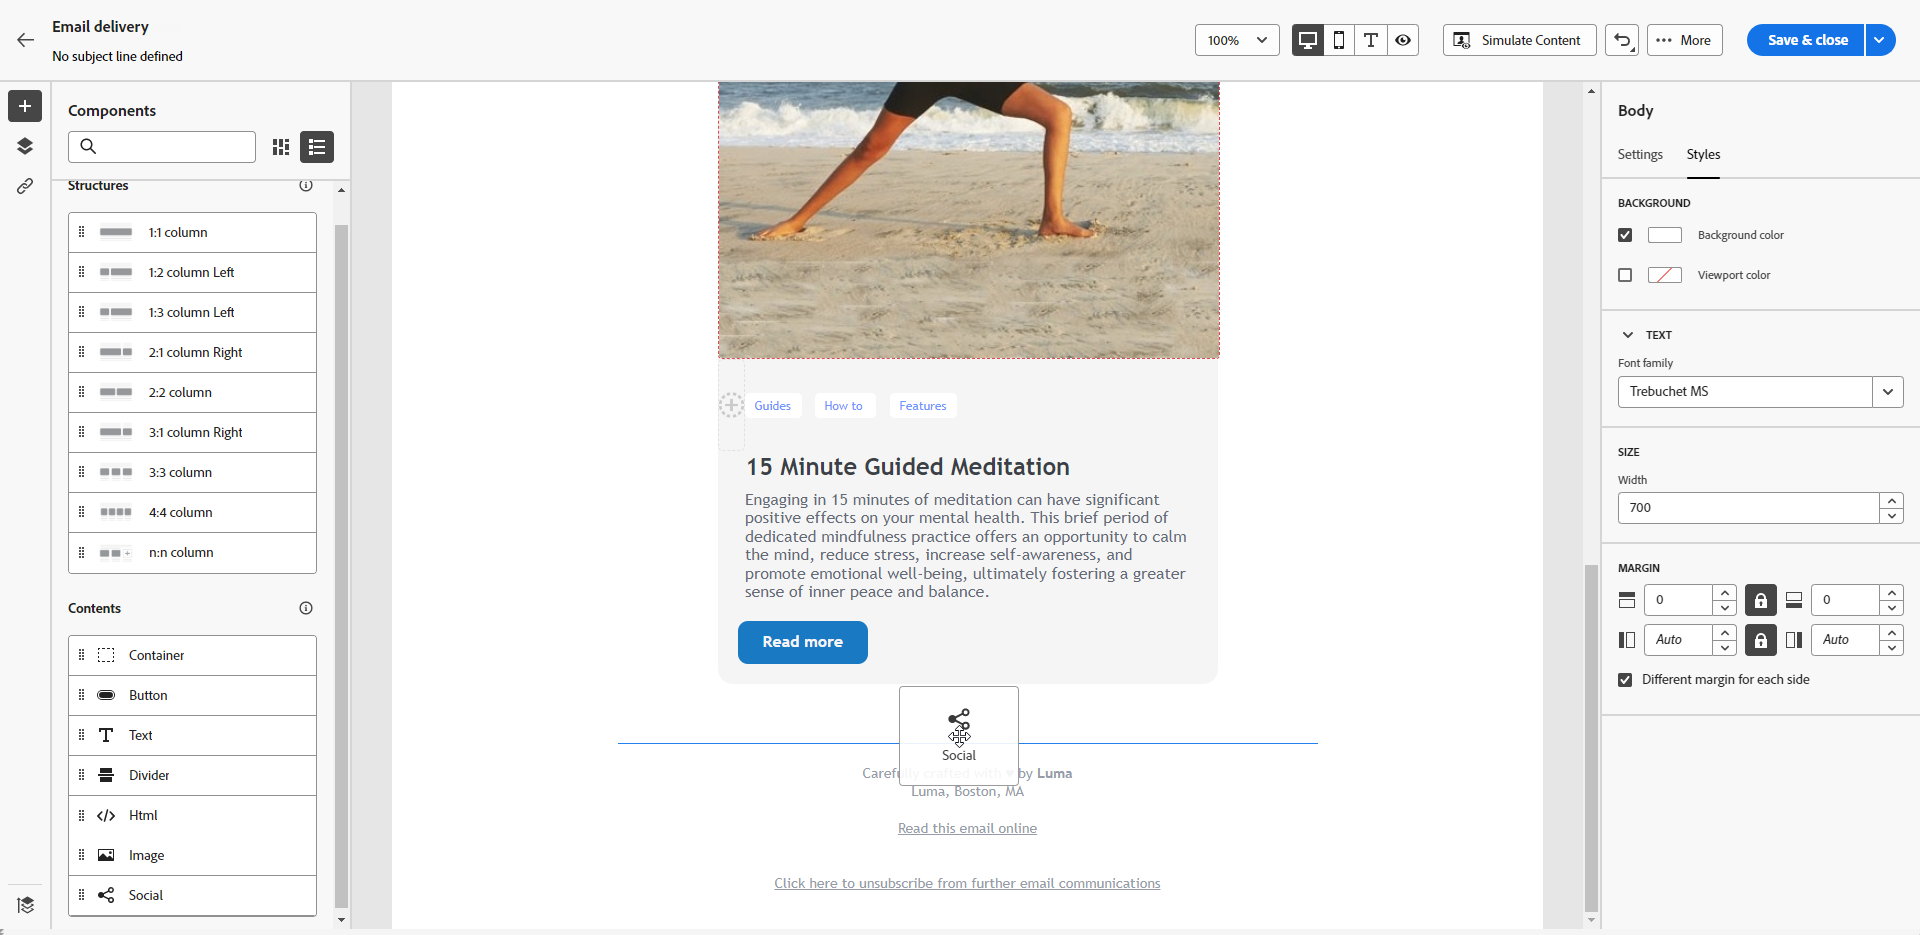 Email delivery
No subject line defined
100%
Simulate Content
More
Save & close
Components
Structures
1:1 column
1:2 column Left
1:3 column Left
2:1 column Right
2:2 column
3:1 column Right
3:3 column
4:4 column
n:n column
Contents
Container
Button
Text
Divider
Html
Image
Social
Guides
How to
Features
15 Minute Guided Meditation
Engaging in 15 minutes of meditation can have significant
positive effects on your mental health. This brief period of
dedicated mindfulness practice offers an opportunity to calm
the mind, reduce stress, increase self-awareness, and
promote emotional well-being, ultimately fostering a greater
sense of inner peace and balance.
Read more
Social
Carefully crafted with ♥ by Luma
Luma, Boston, MA
Read this email online
Click here to unsubscribe from further email communications
Body
Settings
Styles
BACKGROUND
Background color
Viewport color
TEXT
Font family
Trebuchet MS
SIZE
Width
700
MARGIN
0
0
Auto
Auto
Different margin for each side